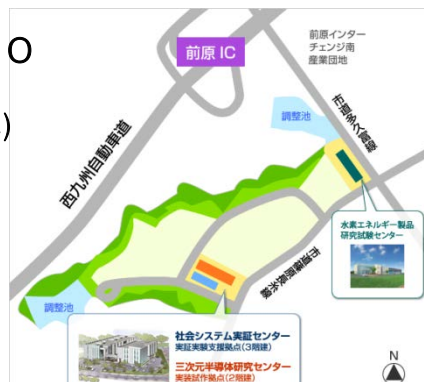 O
)
前原IC
前原インター
チェンジ南
産業団地
調整池
市道多久富線
西九州自動車道
水素エネルギー製品
研究試験センター
市道篠原長糸線
調整池
社会システム実証センター
実証実験支援拠点(3階建)
三次元半導体研究センター
実装試作拠点(2階建)
N